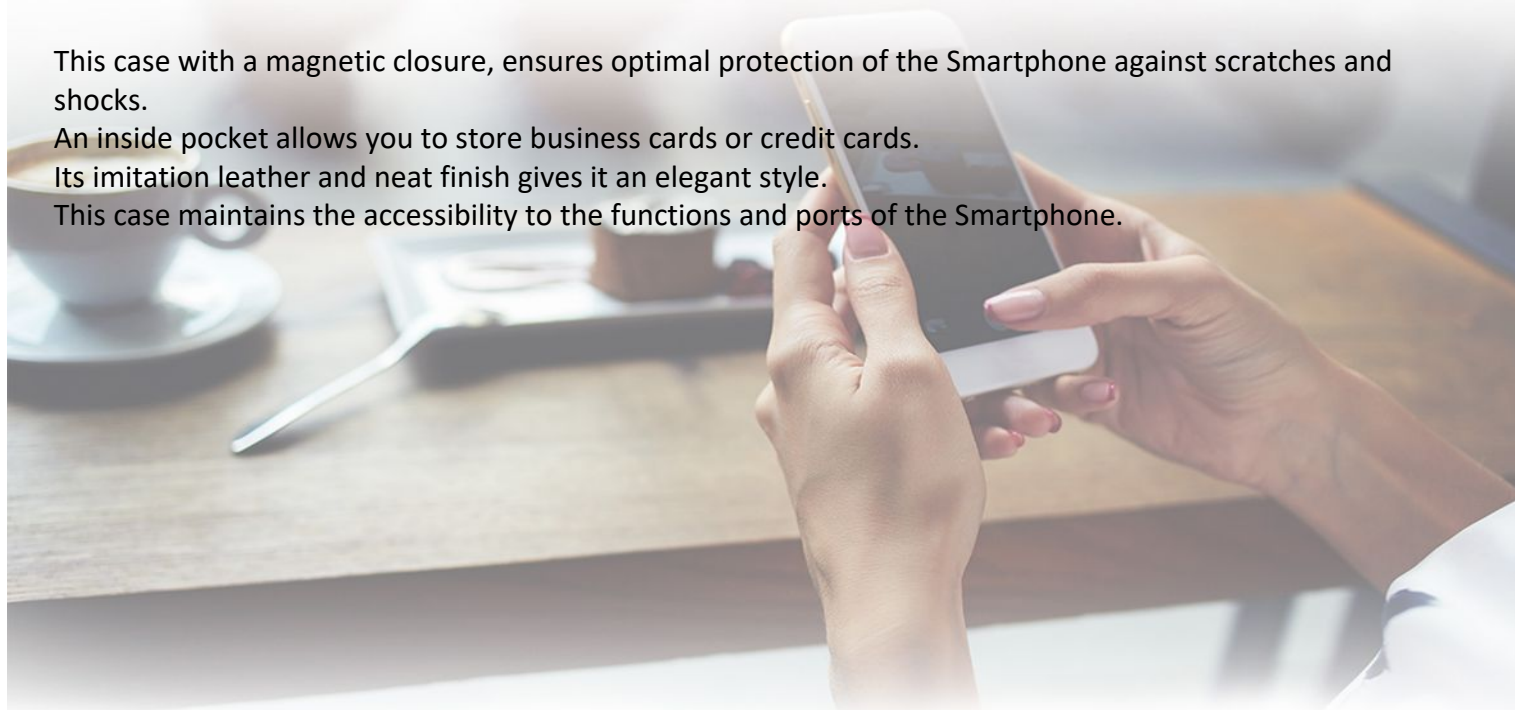 This case with a magnetic closure, ensures optimal protection of the Smartphone against scratches and
shocks.
An inside pocket allows you to store business cards or credit cards.
Its imitation leather and neat finish gives it an elegant style.
This case maintains the accessibility to the functions and ports of the Smartphone.